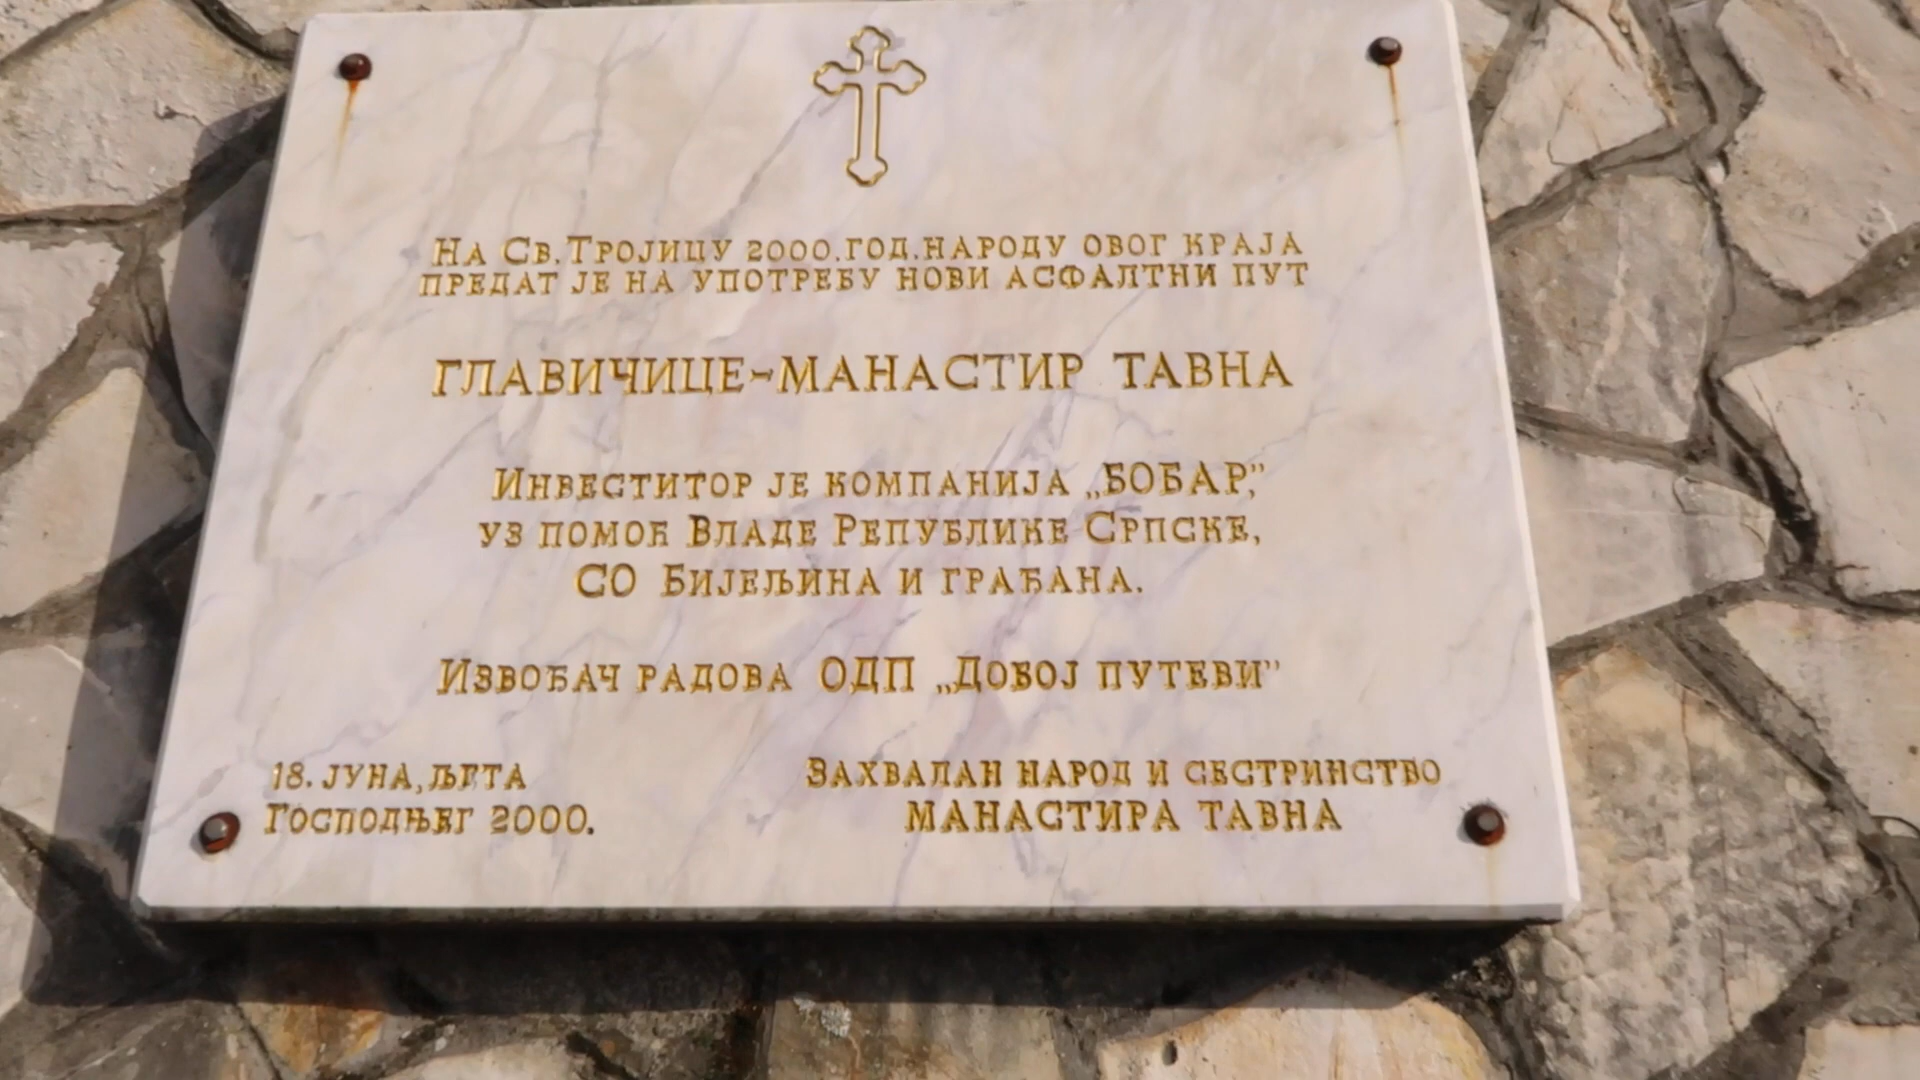 На Св. Тројицу 2000. год. народу овог краја
предат је на употребу нови асфалтни пут
ГЛАВИЧИЦЕ-МАНАСТИР ТАВНА
Инвеститор је компанија „БОБАР,”
уз помоћ Владе Републике Српске,
СО Бијељина и грађана.
Извођач радова ОДП „Добој путеви”
18. јуна, љета
Господњег 2000.
Захвалан народ и сестринство
МАНАСТИРА ТАВНА